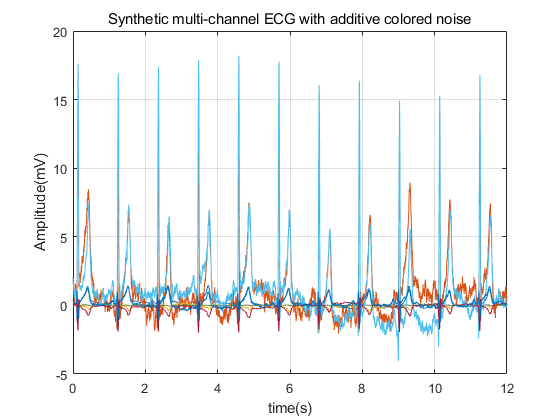 Synthetic multi-channel ECG with additive colored noise
20
15
10
5
0
-5
Amplitude(mV)
0 2 4 6 8 10 12
time(s)